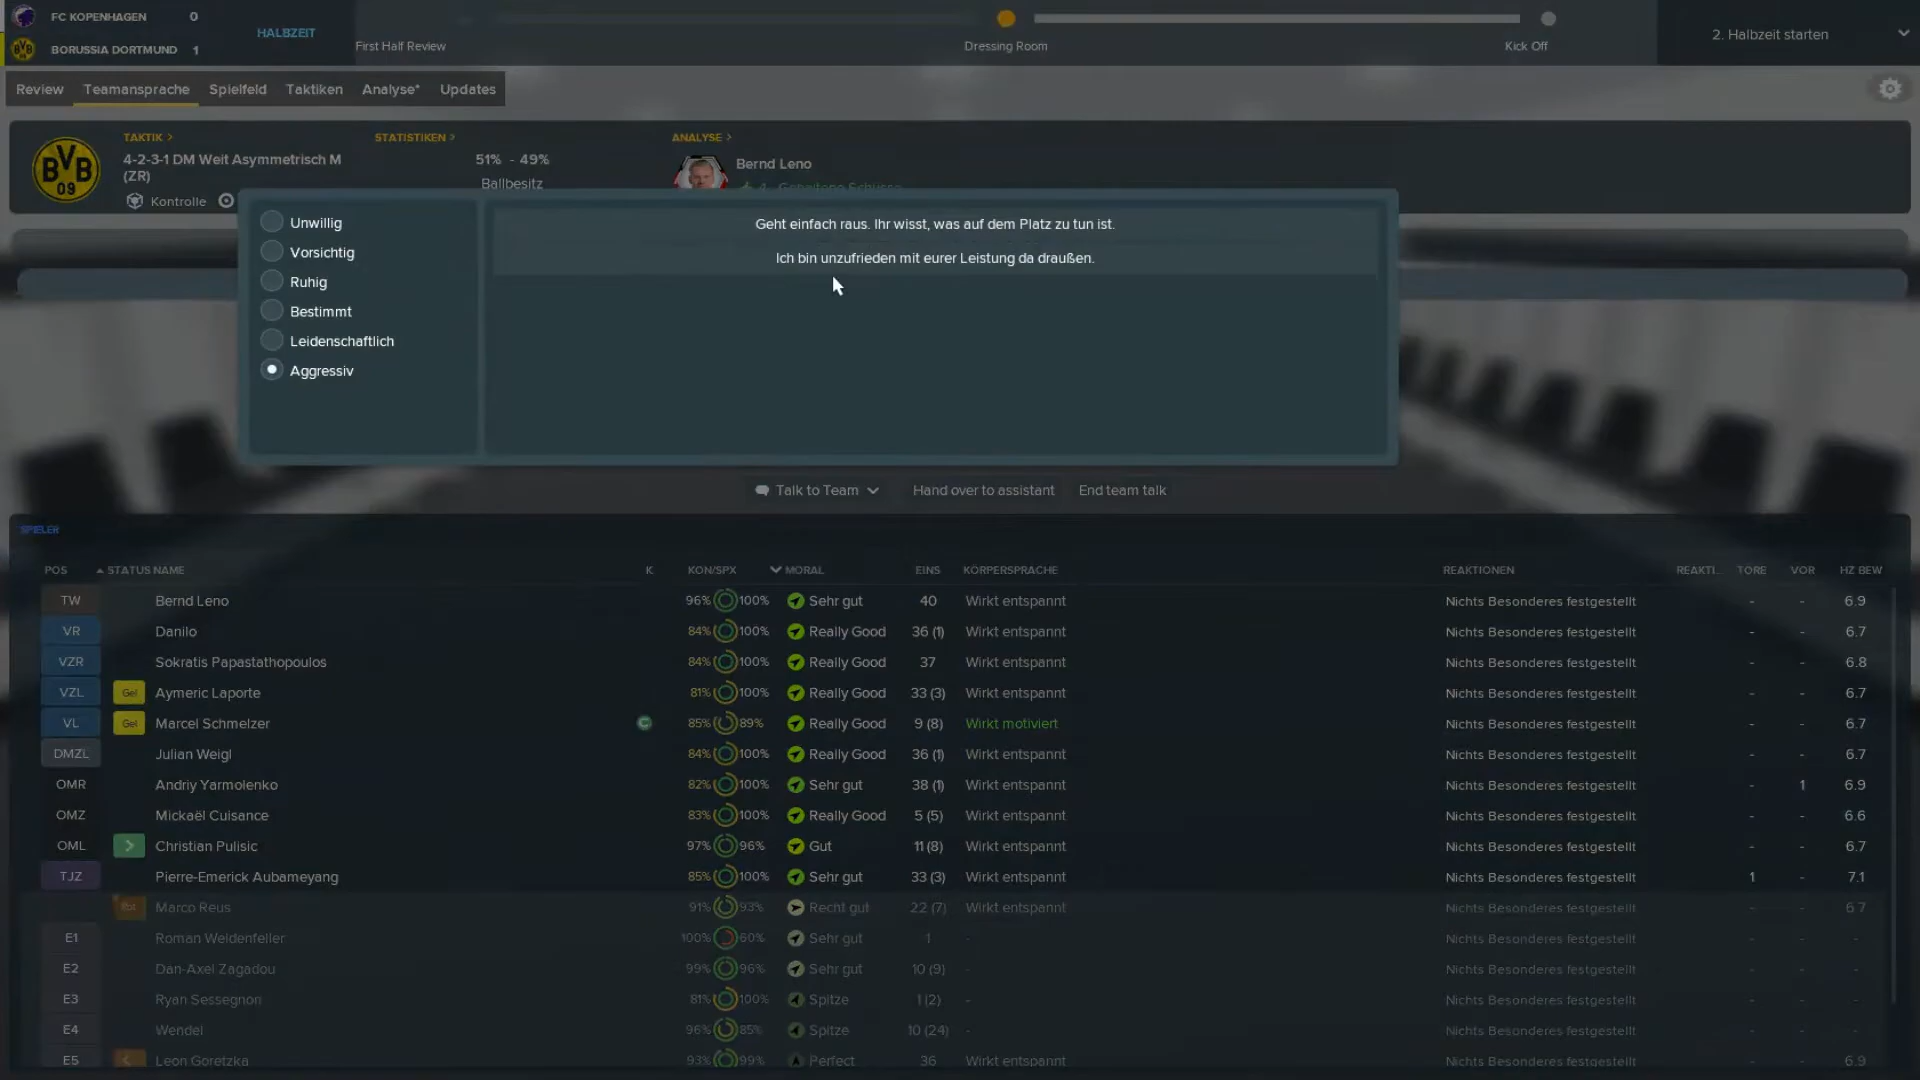 FC KOPENHAGEN 0
BORUSSIA DORTMUND 1
HALBZEIT
First Half Review
Dressing Room
Kick Off
2. Halbzeit starten
Review Teamansprache Spielfeld Taktiken Analyse* Updates
TAKTIK >
4-2-3-1 DM Weit Asymmetrisch M
(ZR)
Kontrolle
BVB
09
STATISTIKEN >
51% - 49%
Ballbesitz
ANALYSE >
Bernd Leno
4 - Gehaltene Schüsse
Unwillig
Vorsichtig
Ruhig
Bestimmt
Leidenschaftlich
Aggressiv
Geht einfach raus. Ihr wisst, was auf dem Platz zu tun ist.
Ich bin unzufrieden mit eurer Leistung da draußen.
Talk to Team Hand over to assistant End team talk
SPIELER
POS STATUS NAME K KON/SPX MORAL EINS KÖRPERSPRACHE REAKTIONEN REAKTI... TORE VOR HZ BEW
TW Bernd Leno 96% 100% Sehr gut 40 Wirkt entspannt Nichts Besonderes festgestellt - - 6.9
VR Danilo 84% 100% Really Good 36 (1) Wirkt entspannt Nichts Besonderes festgestellt - - 6.7
VZR Sokratis Papastathopoulos 84% 100% Really Good 37 Wirkt entspannt Nichts Besonderes festgestellt - - 6.8
VZL Gel Aymeric Laporte 81% 100% Really Good 33 (3) Wirkt entspannt Nichts Besonderes festgestellt - - 6.7
VL Gel Marcel Schmelzer C 85% 89% Really Good 9 (8) Wirkt motiviert Nichts Besonderes festgestellt - - 6.7
DMZL Julian Weigl 84% 100% Really Good 36 (1) Wirkt entspannt Nichts Besonderes festgestellt - - 6.7
OMR Andriy Yarmolenko 82% 100% Sehr gut 38 (1) Wirkt entspannt Nichts Besonderes festgestellt - 1 6.9
OMZ Mickaël Cuisance 83% 100% Really Good 5 (5) Wirkt entspannt Nichts Besonderes festgestellt - - 6.6
OML Christian Pulisic 97% 96% Gut 11 (8) Wirkt entspannt Nichts Besonderes festgestellt - - 6.7
TJZ Pierre-Emerick Aubameyang 85% 100% Sehr gut 33 (3) Wirkt entspannt Nichts Besonderes festgestellt 1 - 7.1
Marco Reus 91% 93% Recht gut 22 (7) Wirkt entspannt Nichts Besonderes festgestellt - - 6.7
E1 Roman Weidenfeller 100% 60% Sehr gut 1 - Nichts Besonderes festgestellt - - -
E2 Dan-Axel Zagadou 99% 96% Sehr gut 10 (9) - Nichts Besonderes festgestellt - - -
E3 Ryan Sessegnon 81% 100% Spitze 1 (2) - Nichts Besonderes festgestellt - - -
E4 Wendel 96% 85% Spitze 10 (24) - Nichts Besonderes festgestellt - - -
E5 Leon Goretzka 93% 99% Perfect 36 Wirkt entspannt Nichts Besonderes festgestellt - - 6.9